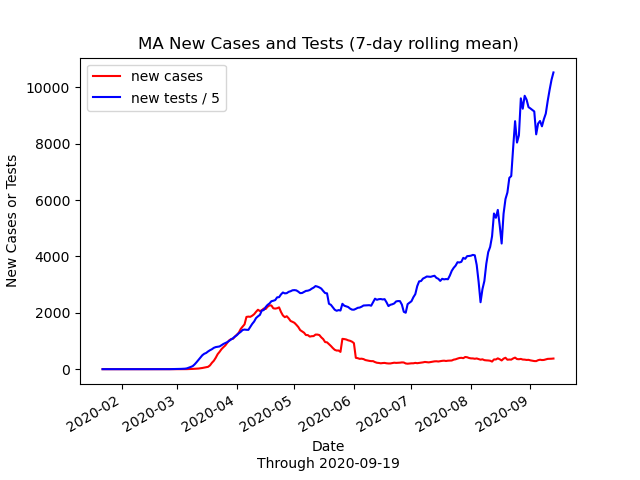 MA New Cases and Tests (7-day rolling mean)
new cases
new tests / 5
New Cases or Tests
10000
8000
6000
4000
2000
0
2020-02
2020-03
2020-04
2020-05
2020-06
2020-07
2020-08
2020-09
Date
Through 2020-09-19